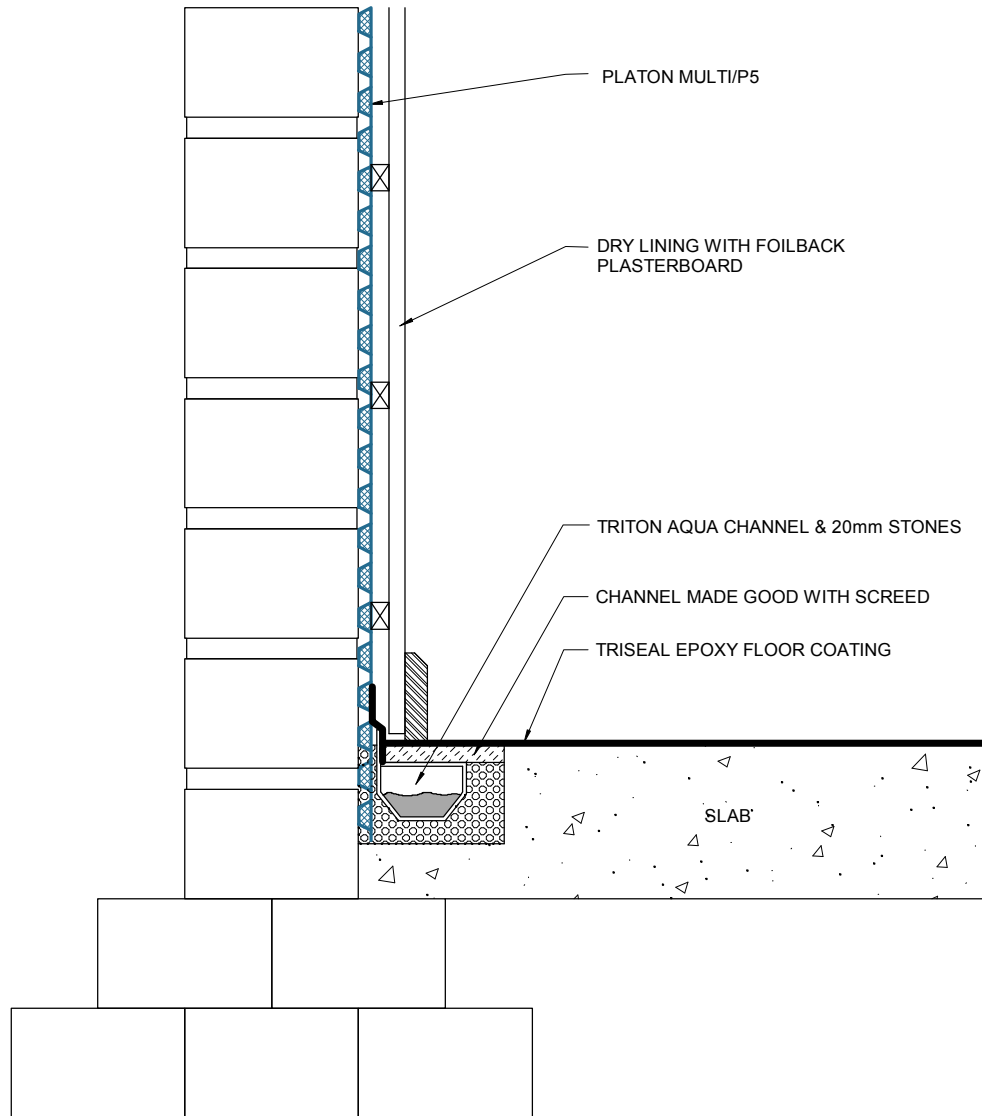 PLATON MULTI/P5
DRY LINING WITH FOILBACK
PLASTERBOARD
TRITON AQUA CHANNEL & 20mm STONES
CHANNEL MADE GOOD WITH SCREED
TRISEAL EPOXY FLOOR COATING
SLAB